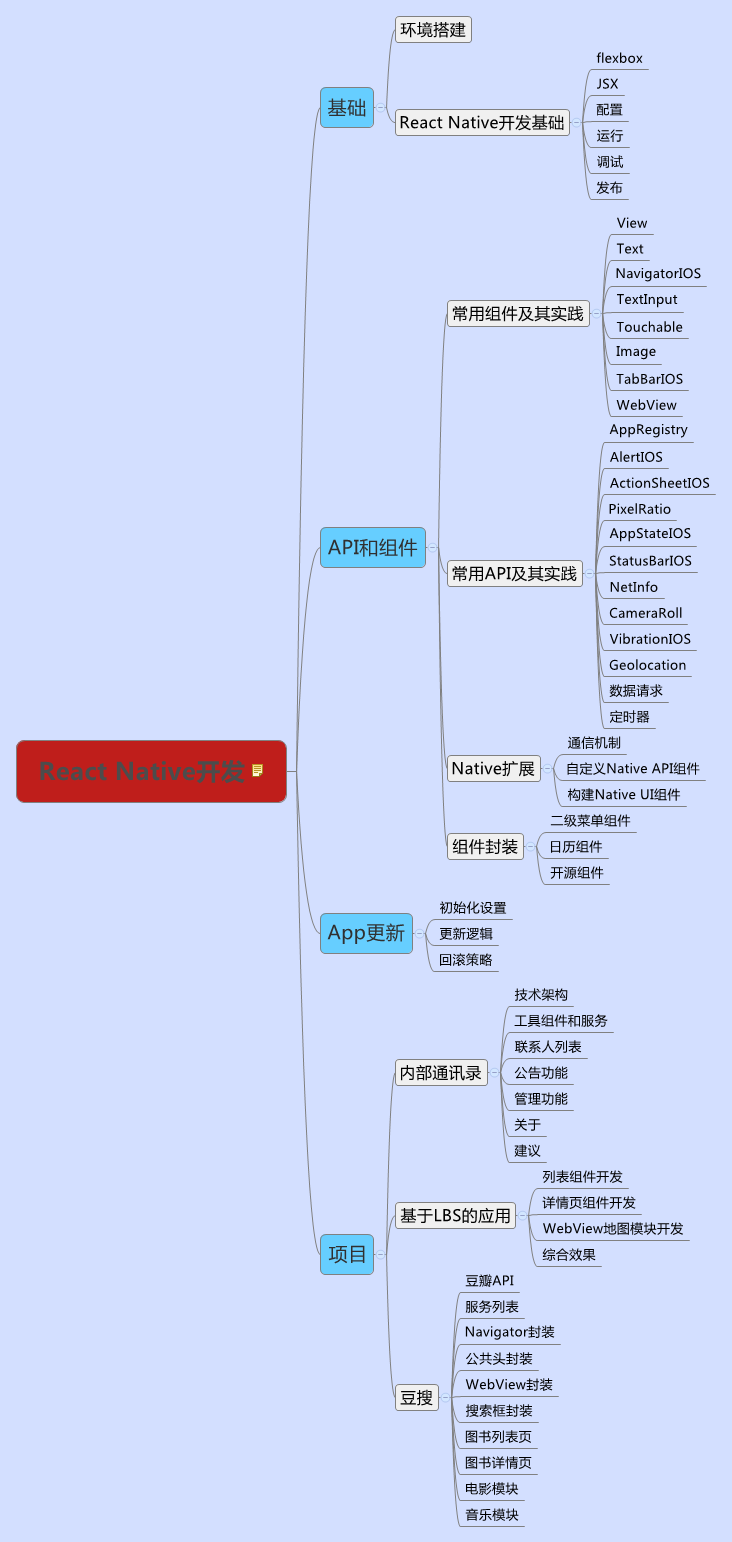 React Native开发
基础
环境搭建
React Native开发基础
flexbox
JSX
配置
运行
调试
发布
API和组件
常用组件及其实践
View
Text
NavigatorIOS
TextInput
Touchable
Image
TabBarIOS
WebView
常用API及其实践
AppRegistry
AlertIOS
ActionSheetIOS
PixelRatio
AppStateIOS
StatusBarIOS
NetInfo
CameraRoll
VibrationIOS
Geolocation
数据请求
定时器
Native扩展
通信机制
自定义Native API组件
构建Native UI组件
组件封装
二级菜单组件
日历组件
开源组件
App更新
初始化设置
更新逻辑
回滚策略
项目
内部通讯录
技术架构
工具组件和服务
联系人列表
公告功能
管理功能
关于
建议
基于LBS的应用
列表组件开发
详情页组件开发
WebView地图模块开发
综合效果
豆搜
豆瓣API
服务列表
Navigator封装
公共头封装
WebView封装
搜索框封装
图书列表页
图书详情页
电影模块
音乐模块